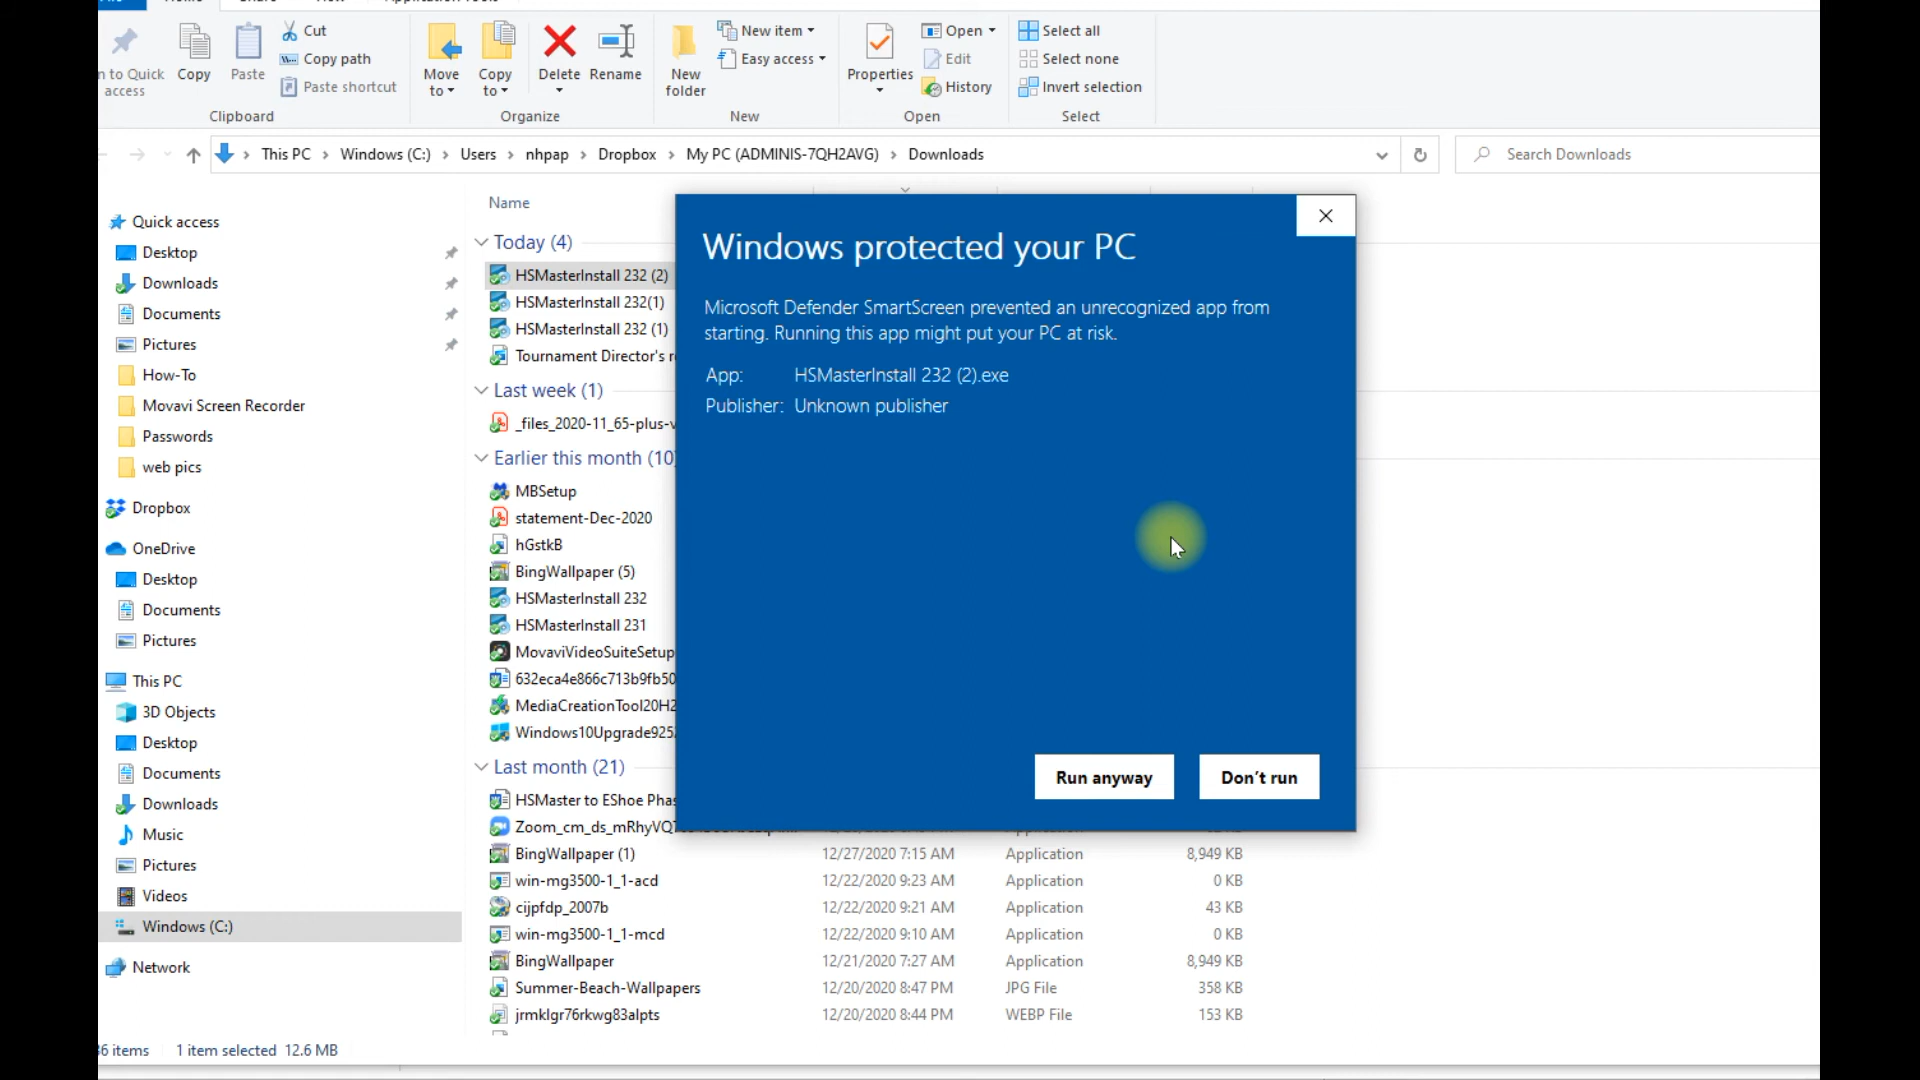 Cut
Copy path
Paste shortcut
n to Quick
access
Copy
Paste
Clipboard
Move
to
Copy
to
Delete
Rename
Organize
New
folder
New item
Easy access
New
Properties
Open
Edit
History
Open
Select all
Select none
Invert selection
Select
This PC > Windows (C:) > Users > nhpap > Dropbox > My PC (ADMINIS-7QH2AVG) > Downloads
Search Downloads
Quick access
Desktop
Downloads
Documents
Pictures
How-To
Movavi Screen Recorder
Passwords
web pics
Dropbox
OneDrive
Desktop
Documents
Pictures
This PC
3D Objects
Desktop
Documents
Downloads
Music
Pictures
Videos
Windows (C:)
Network
Name
Today (4)
HSMasterInstall 232 (2)
HSMasterInstall 232(1)
HSMasterInstall 232 (1)
Tournament Director's r
Last week (1)
_files_2020-11_65-plus-v
Earlier this month (10)
MBSetup
statement-Dec-2020
hGstkB
BingWallpaper (5)
HSMasterInstall 232
HSMasterInstall 231
MovaviVideoSuiteSetup
632eca4e866c713b9fb50
MediaCreationTool20H2
Windows10Upgrade925
Last month (21)
HSMaster to EShoe Phas
Zoom_cm_ds_mRhyVQ
BingWallpaper (1) 12/27/2020 7:15 AM Application 8,949 KB
win-mg3500-1_1-acd 12/22/2020 9:23 AM Application 0 KB
cijpfdp_2007b 12/22/2020 9:21 AM Application 43 KB
win-mg3500-1_1-mcd 12/22/2020 9:10 AM Application 0 KB
BingWallpaper 12/21/2020 7:27 AM Application 8,949 KB
Summer-Beach-Wallpapers 12/20/2020 8:47 PM JPG File 358 KB
jrmklgr76rkwg83alpts 12/20/2020 8:44 PM WEBP File 153 KB
Windows protected your PC
Microsoft Defender SmartScreen prevented an unrecognized app from
starting. Running this app might put your PC at risk.
App: HSMasterInstall 232 (2).exe
Publisher: Unknown publisher
Run anyway
Don't run
6 items 1 item selected 12.6 MB